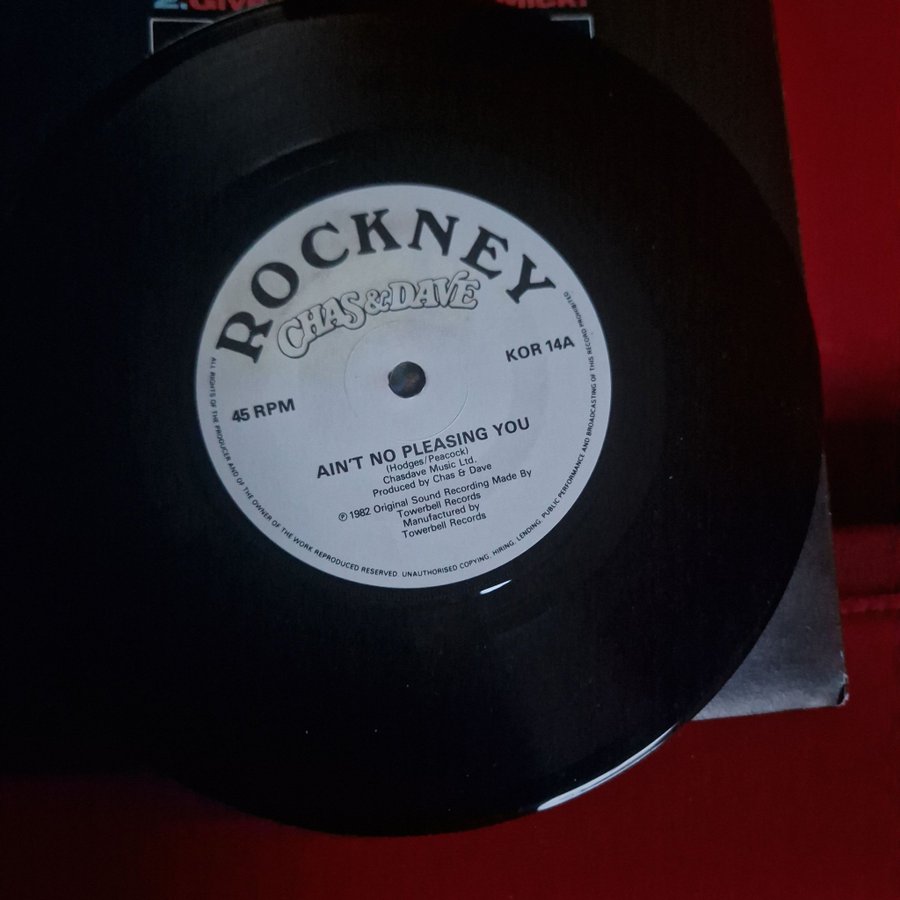 2. GIVE
ROCKNEY
CHAS & DAVE
KOR 14A
45 RPM
AIN'T NO PLEASING YOU
(Hodges/Peacock)
Chasdave Music Ltd.
Produced by Chas & Dave
℗ 1982 Original Sound Recording Made By
Towerbell Records
Manufactured by
Towerbell Records
ALL RIGHTS OF THE PRODUCER AND OF THE OWNER OF THE WORK REPRODUCED RESERVED. UNAUTHORISED COPYING, HIRING, LENDING, PUBLIC PERFORMANCE AND BROADCASTING OF THIS RECORD PROHIBITED